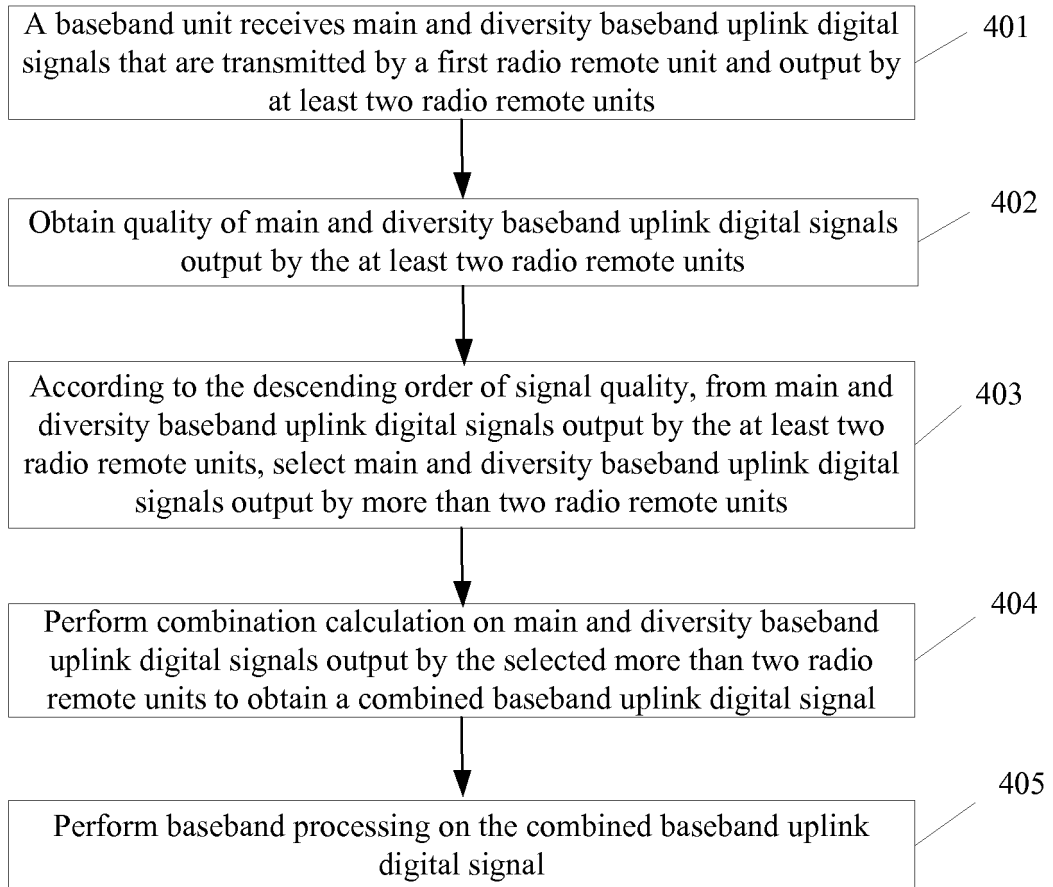 A baseband unit receives main and diversity baseband uplink digital
signals that are transmitted by a first radio remote unit and output by
at least two radio remote units
401
Obtain quality of main and diversity baseband uplink digital signals
output by the at least two radio remote units
402
According to the descending order of signal quality, from main and
diversity baseband uplink digital signals output by the at least two
radio remote units, select main and diversity baseband uplink digital
signals output by more than two radio remote units
403
Perform combination calculation on main and diversity baseband
uplink digital signals output by the selected more than two radio
remote units to obtain a combined baseband uplink digital signal
404
Perform baseband processing on the combined baseband uplink
digital signal
405